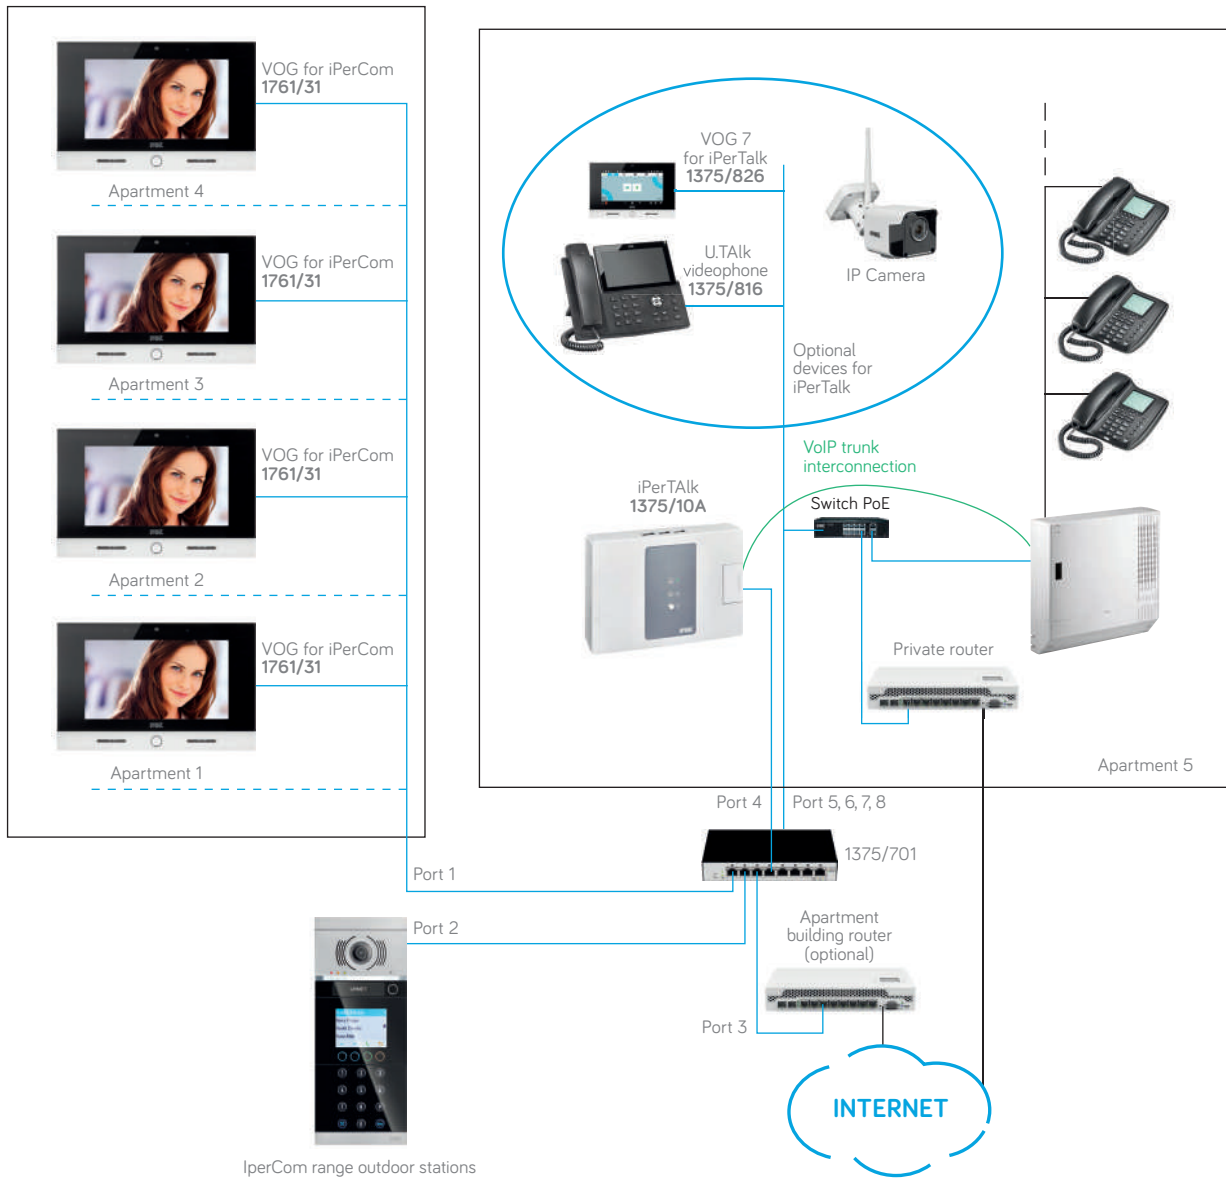 VOG for iPerCom
1761/31
Apartment 4
VOG for iPerCom
1761/31
Apartment 3
VOG for iPerCom
1761/31
Apartment 2
VOG for iPerCom
1761/31
Apartment 1
VOG 7
for iPerTalk
1375/826
U.TAlk
videophone
1375/816
IP Camera
Optional
devices for
iPerTalk
VoIP trunk
interconnection
iPerTAlk
1375/10A
Switch PoE
Private router
Apartment 5
Port 4
Port 5, 6, 7, 8
1375/701
Port 1
Port 2
Apartment
building router
(optional)
Port 3
INTERNET
IperCom range outdoor stations